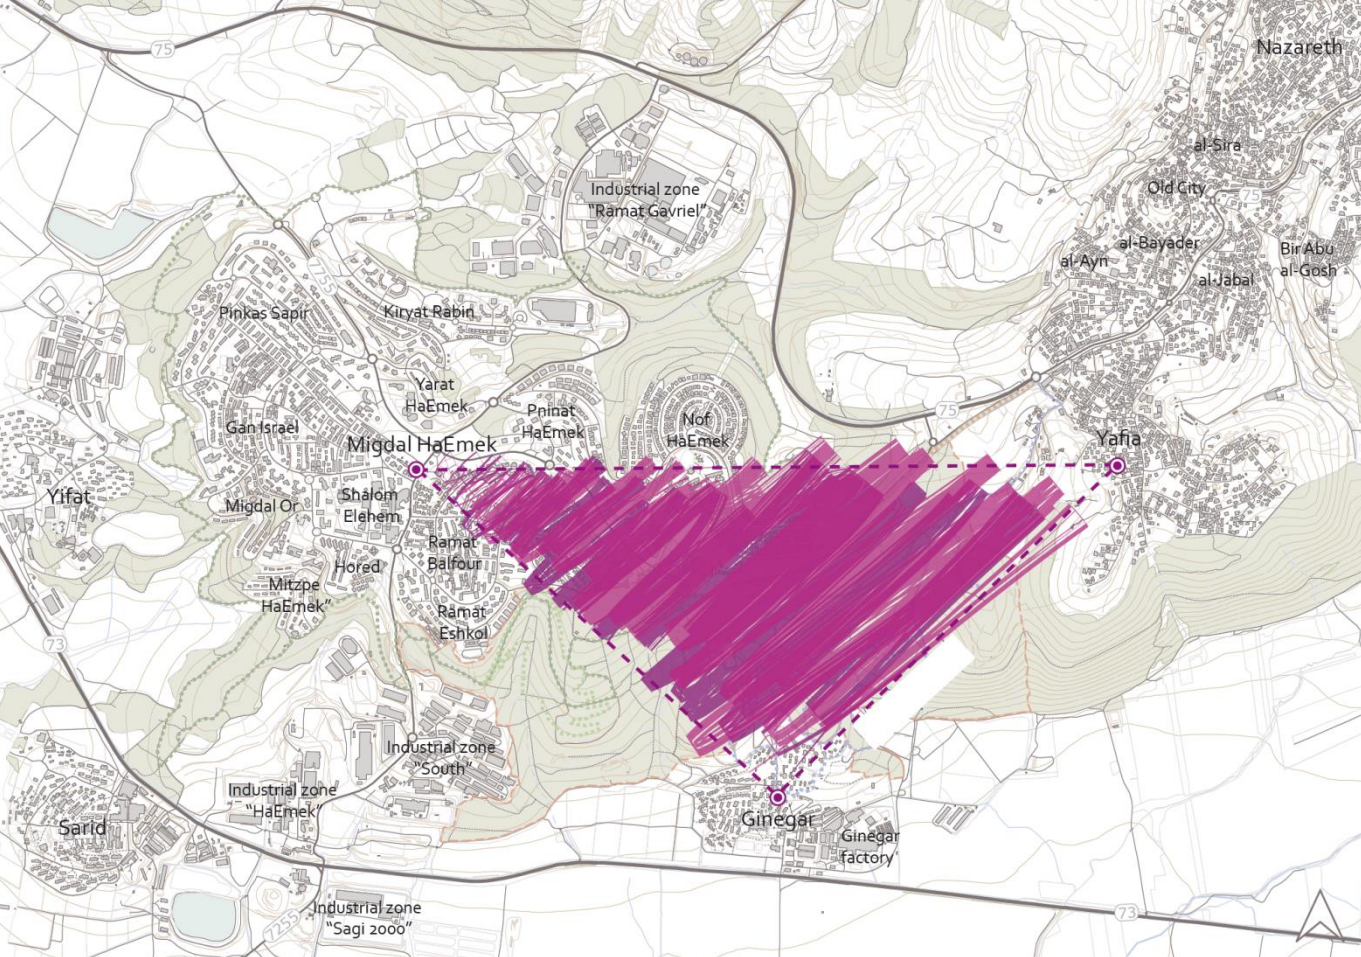 Nazareth
75
al-Sira
Industrial zone
"Ramat Gavriel"
Old City
75
al-Bayader
al-Ayn
Bir Abu
al-Gosh
al-Jabal
7255
Pinkas Sapir
Kiryat Rabin
Yarat
HaEmek
Pninat
HaEmek
Nof
HaEmek
75
Gan Israel
Migdal HaEmek
Yafia
Yifat
Shalom
Elehem
Migdal Or
Ramat
Balfour
Hored
Mitzpe
HaEmek"
Ramat
Eshkol
73
Industrial zone
"South"
Industrial zone
"HaEmek"
Sarid
Ginegar
Ginegar
factory
Industrial zone
"Sagi 2000"
7255
73